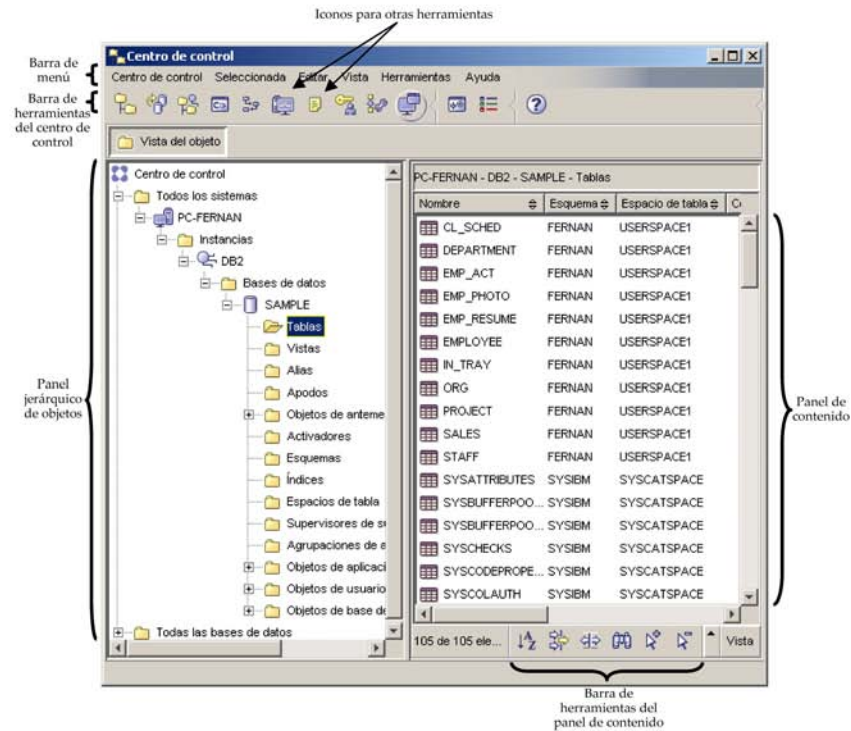 Iconos para otras herramientas
Barra de
menú
Centro de control
Centro de control Seleccionada Editar Vista Herramientas Ayuda
Barra de
herramientas
del centro de
control
Vista del objeto
Panel
jerárquico
de objetos
Centro de control
Todos los sistemas
PC-FERNAN
Instancias
DB2
Bases de datos
SAMPLE
Tablas
Vistas
Alias
Apodos
Objetos de anteme
Activadores
Esquemas
Índices
Espacios de tabla
Supervisores de su
Agrupaciones de a
Objetos de aplicaci
Objetos de usuario
Objetos de base de
Todas las bases de datos
PC-FERNAN - DB2 - SAMPLE - Tablas
Nombre Esquema Espacio de tabla
CL_SCHED FERNAN USERSPACE1
DEPARTMENT FERNAN USERSPACE1
EMP_ACT FERNAN USERSPACE1
EMP_PHOTO FERNAN USERSPACE1
EMP_RESUME FERNAN USERSPACE1
EMPLOYEE FERNAN USERSPACE1
IN_TRAY FERNAN USERSPACE1
ORG FERNAN USERSPACE1
PROJECT FERNAN USERSPACE1
SALES FERNAN USERSPACE1
STAFF FERNAN USERSPACE1
SYSATTRIBUTES SYSIBM SYSCATSPACE
SYSBUFFERPOO... SYSIBM SYSCATSPACE
SYSBUFFERPOO... SYSIBM SYSCATSPACE
SYSCHECKS SYSIBM SYSCATSPACE
SYSCODEPROPE... SYSIBM SYSCATSPACE
SYSCOLAUTH SYSIBM SYSCATSPACE
105 de 105 ele... Vista
Panel de
contenido
Barra de
herramientas del
panel de contenido